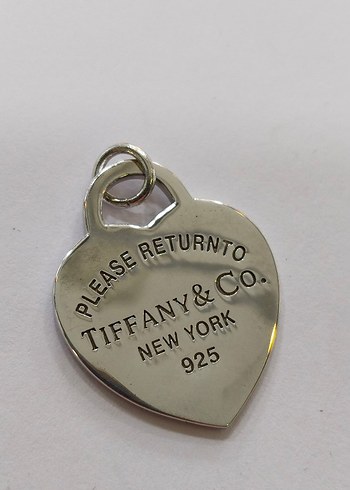 PLEASE RETURNTO
TIFFANY & Co.
NEW YORK
925